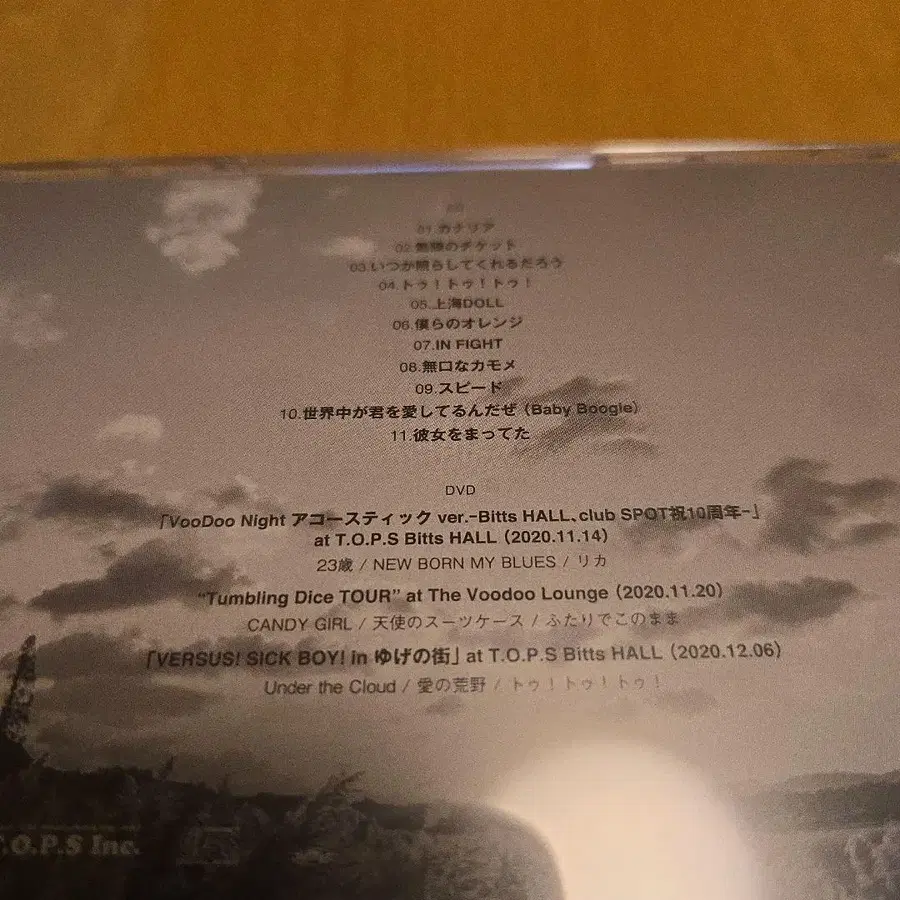 CD
01.カナリア
02.無限のチケット
03.いつか照らしてくれるだろう
04.トゥ！トゥ！トゥ！
05.上海DOLL
06.僕らのオレンジ
07.IN FIGHT
08.無口なカモメ
09.スピード
10.世界中が君を愛してるんだぜ（Baby Boogie）
11.彼女をまってた
DVD
「VooDoo Night アコースティック ver.-Bitts HALL、club SPOT祝10周年-」
at T.O.P.S Bitts HALL（2020.11.14）
23歳 / NEW BORN MY BLUES / リカ
“Tumbling Dice TOUR” at The Voodoo Lounge（2020.11.20）
CANDY GIRL / 天使のスーツケース / ふたりでこのまま
「VERSUS! SICK BOY! in ゆげの街」at T.O.P.S Bitts HALL（2020.12.06）
Under the Cloud / 愛の荒野 / トゥ！トゥ！トゥ！
T.O.P.S Inc.